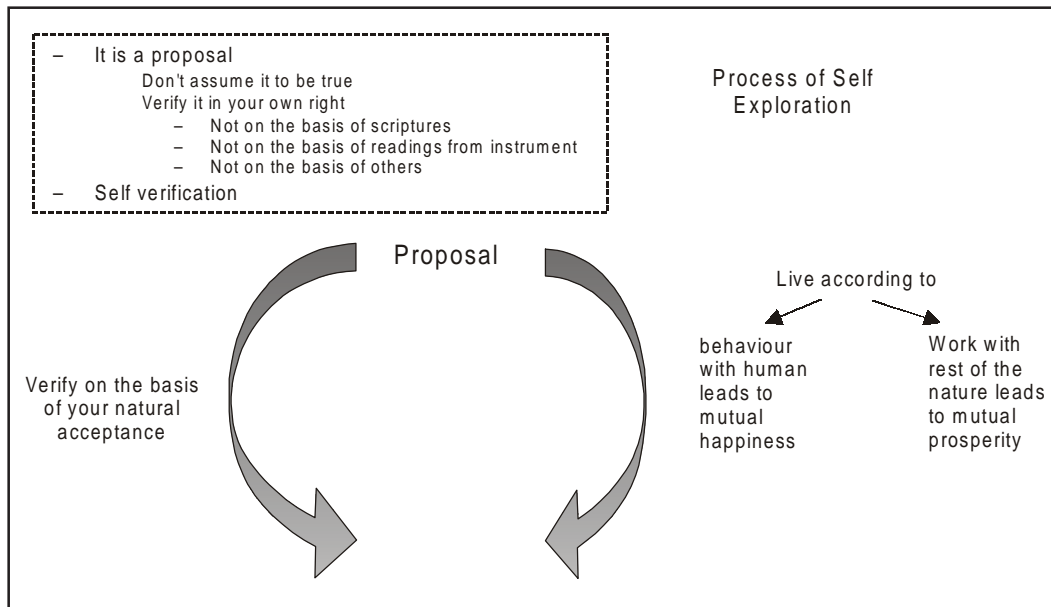 – It is a proposal
Don't assume it to be true
Verify it in your own right
– Not on the basis of scriptures
– Not on the basis of readings from instrument
– Not on the basis of others
– Self verification
Process of Self
Exploration
Proposal
Verify on the basis
of your natural
acceptance
Live according to
behaviour
with human
leads to
mutual
happiness
Work with
rest of the
nature leads
to mutual
prosperity